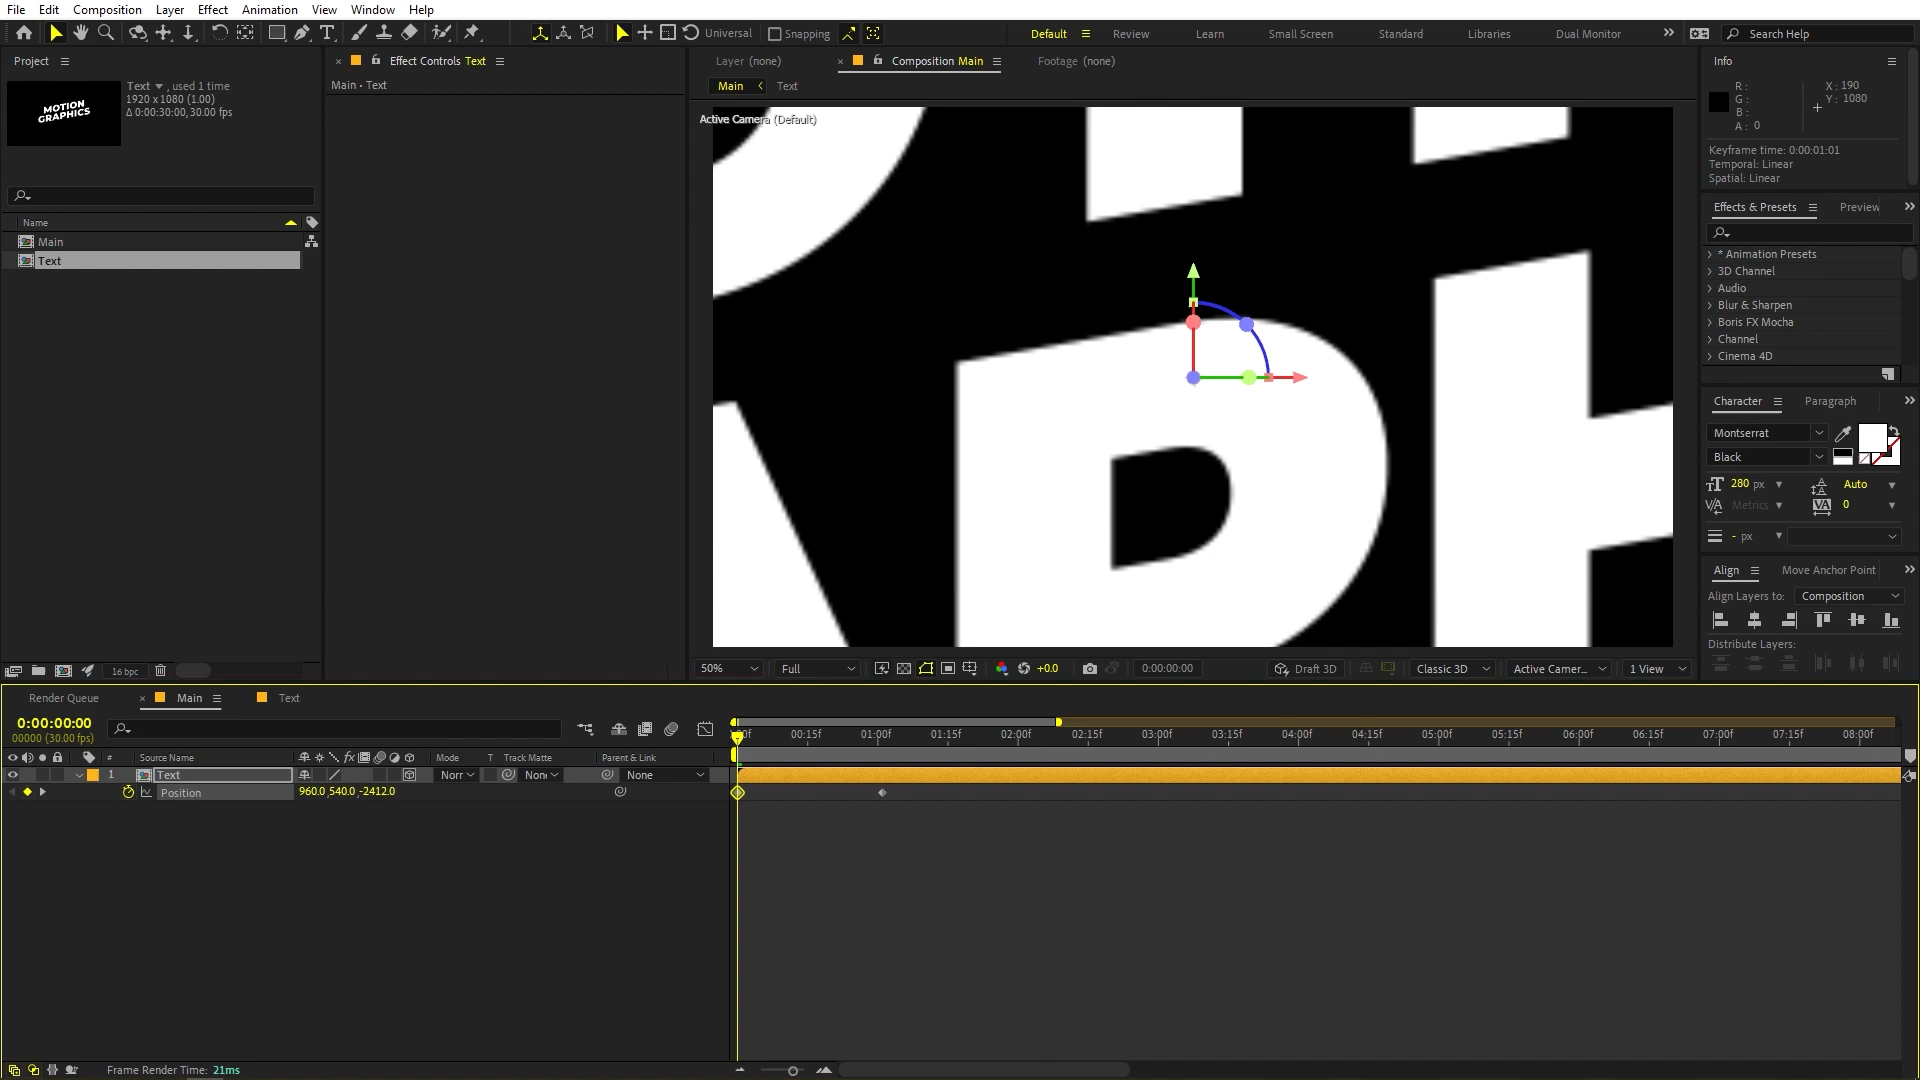 File Edit Composition Layer Effect Animation View Window Help
Universal Snapping Default Review Learn Small Screen Standard Libraries Dual Monitor Search Help
Project
Text , used 1 time
1920 x 1080 (1.00)
Δ 0:00:30:00, 30.00 fps
MOTION
GRAPHICS
Name
Main
Text
16 bpc
Effect Controls Text
Main • Text
Layer (none) Composition Main Footage (none)
Main Text
Active Camera (Default)
50% Full +0.0 0:00:00:00 Draft 3D Classic 3D Active Camer... 1 View
Info
R :
G :
B :
A : 0
X : 190
Y : 1080
Keyframe time: 0:00:01:01
Temporal: Linear
Spatial: Linear
Effects & Presets Preview
* Animation Presets
3D Channel
Audio
Blur & Sharpen
Boris FX Mocha
Channel
Cinema 4D
Character Paragraph
Montserrat
Black
280 px Auto
Metrics 0
- px
Align Move Anchor Point
Align Layers to: Composition
Distribute Layers:
Render Queue Main Text
0:00:00:00
00000 (30.00 fps)
:00f 00:15f 01:00f 01:15f 02:00f 02:15f 03:00f 03:15f 04:00f 04:15f 05:00f 05:15f 06:00f 06:15f 07:00f 07:15f 08:00f
# Source Name Mode T Track Matte Parent & Link
1 Text Norr None None
Position 960.0,540.0,-2412.0
Frame Render Time: 21ms